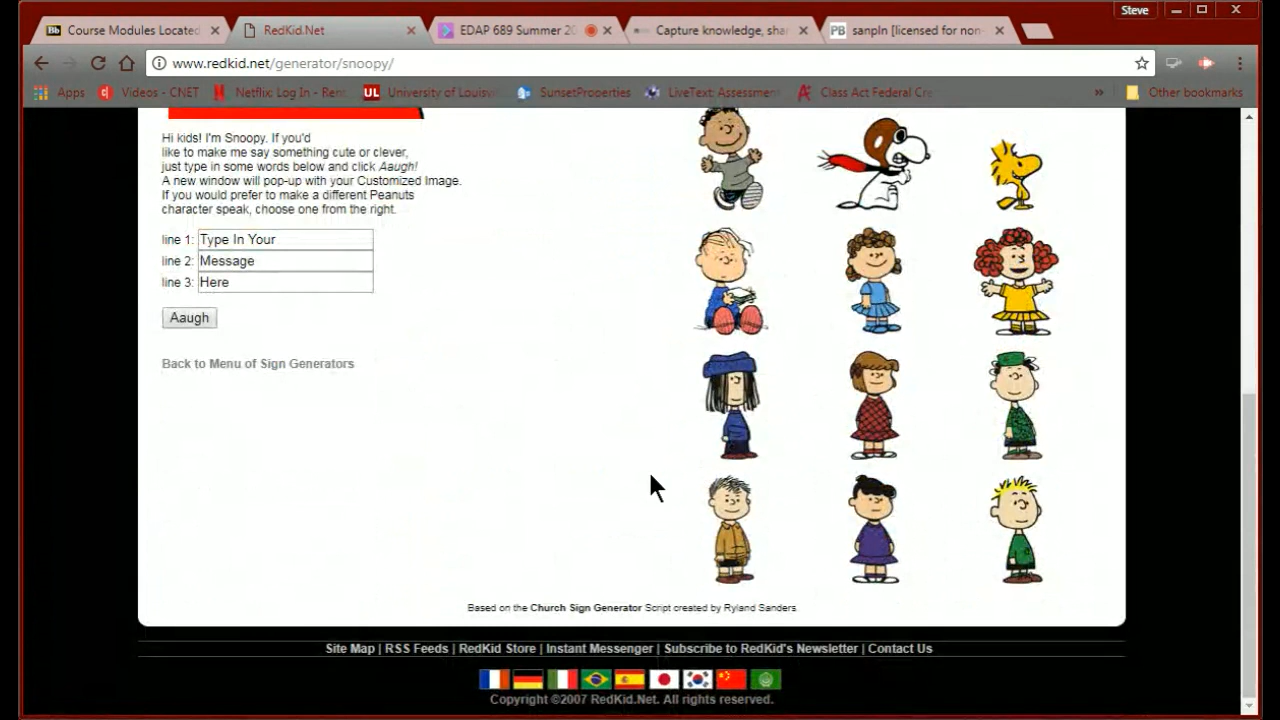 Steve
Course Modules Located
RedKid.Net
EDAP 689 Summer 20
Capture knowledge, sha
PB sanpln [licensed for non-
www.redkid.net/generator/snoopy/
Apps
Videos - CNET
Netflix: Log In - Rent
UL University of Louisv
SunsetProperties
LiveText: Assessment
Class Act Federal Cre
» Other bookmarks
Hi kids! I'm Snoopy. If you'd
like to make me say something cute or clever,
just type in some words below and click Aaugh!
A new window will pop-up with your Customized Image.
If you would prefer to make a different Peanuts
character speak, choose one from the right.
line 1: Type In Your
line 2: Message
line 3: Here
Aaugh
Back to Menu of Sign Generators
Based on the Church Sign Generator Script created by Ryland Sanders
Site Map | RSS Feeds | RedKid Store | Instant Messenger | Subscribe to RedKid's Newsletter | Contact Us
Copyright ©2007 RedKid.Net. All rights reserved.